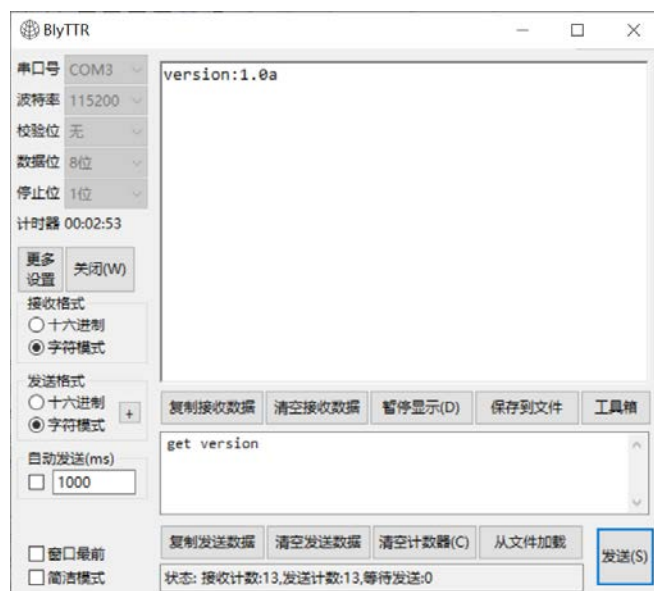 BlyTTR
串口号 COM3
波特率 115200
校验位 无
数据位 8位
停止位 1位
计时器 00:02:53
更多
设置
关闭(W)
接收格式
十六进制
字符模式
发送格式
十六进制
+
字符模式
自动发送(ms)
1000
窗口最前
简洁模式
version:1.0a
复制接收数据 清空接收数据 暂停显示(D) 保存到文件 工具箱
get version
复制发送数据 清空发送数据 清空计数器(C) 从文件加载
发送(S)
状态: 接收计数:13,发送计数:13,等待发送:0